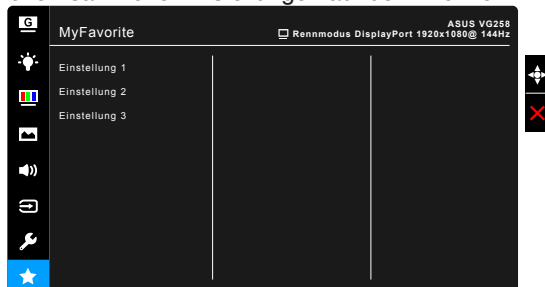 G
MyFavorite
ASUS VG258
Rennmodus DisplayPort 1920x1080@ 144Hz
Einstellung 1
Einstellung 2
Einstellung 3